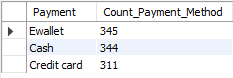 Payment Count_Payment_Method
Ewallet 345
Cash 344
Credit card 311